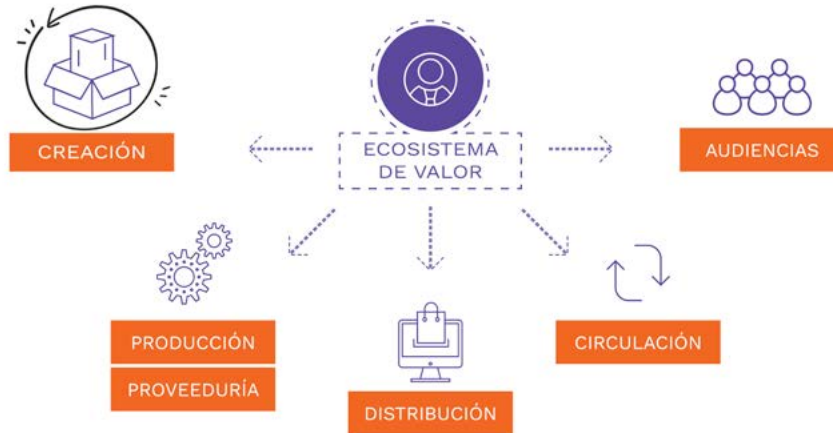 ECOSISTEMA
DE VALOR
CREACIÓN
AUDIENCIAS
PRODUCCIÓN
PROVEEDURÍA
DISTRIBUCIÓN
CIRCULACIÓN